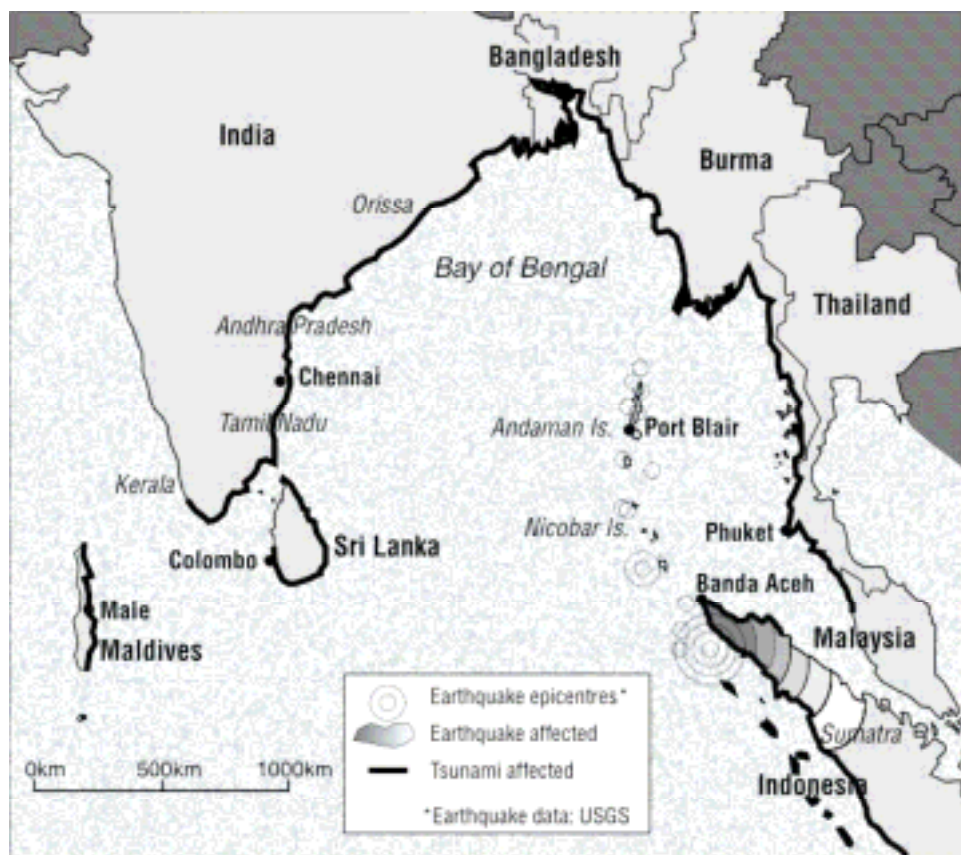 Bangladesh
India
Burma
Orissa
Bay of Bengal
Thailand
Andhra Pradesh
Chennai
Tamil Nadu
Andaman Is.
Port Blair
Kerala
Nicobar Is.
Phuket
Sri Lanka
Colombo
Banda Aceh
Male
Malaysia
Maldives
Earthquake epicentres*
Earthquake affected
Sumatra
0km 500km 1000km
Tsunami affected
Indonesia
*Earthquake data: USGS